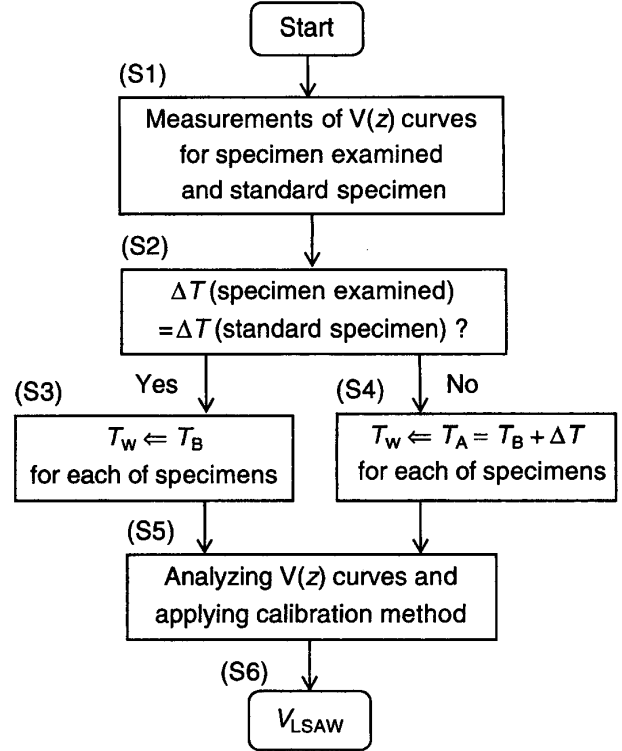 Start
(S1)
Measurements of V(z) curves
for specimen examined
and standard specimen
(S2)
ΔT (specimen examined)
=ΔT (standard specimen) ?
Yes
No
(S3)
T_W ⇐ T_B
for each of specimens
(S4)
T_W ⇐ T_A = T_B + ΔT
for each of specimens
(S5)
Analyzing V(z) curves and
applying calibration method
(S6)
V_LSAW